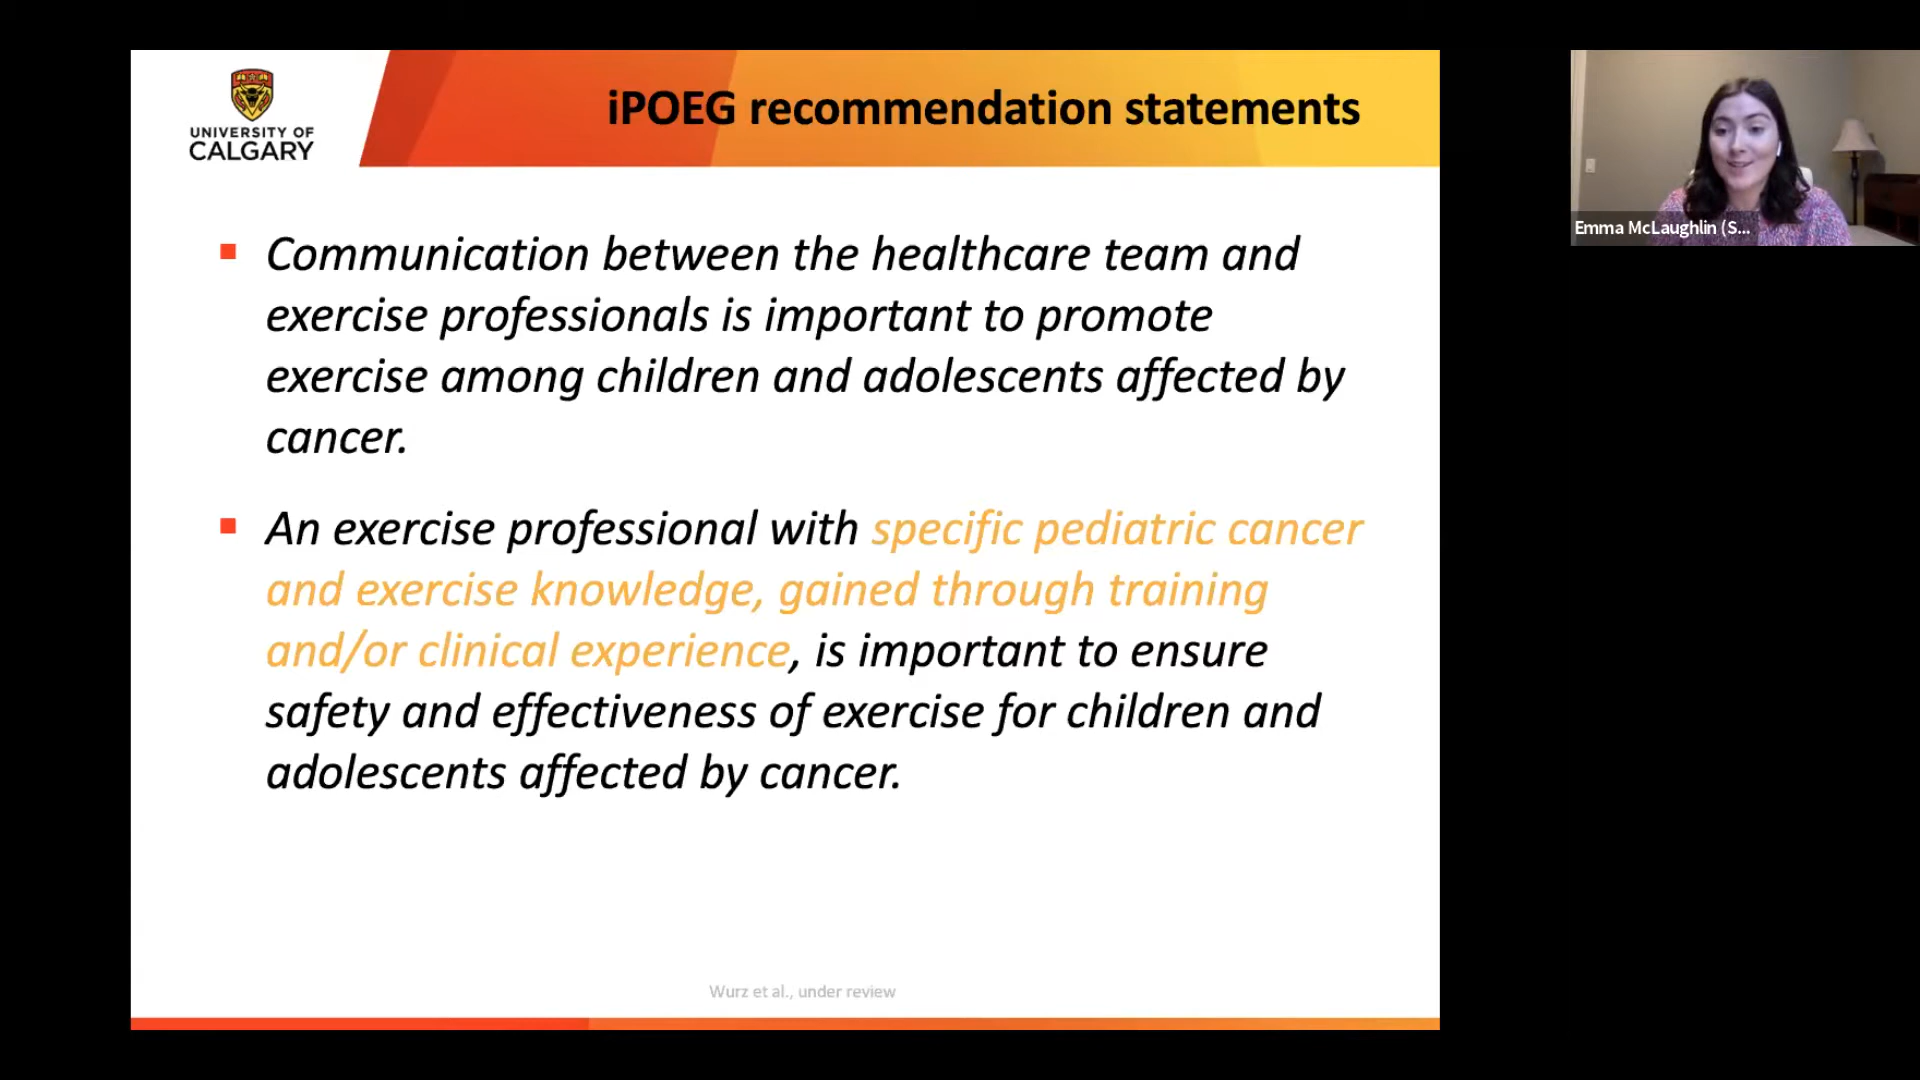 UNIVERSITY OF
CALGARY
iPOEG recommendation statements
Communication between the healthcare team and
exercise professionals is important to promote
exercise among children and adolescents affected by
cancer.
An exercise professional with specific pediatric cancer
and exercise knowledge, gained through training
and/or clinical experience, is important to ensure
safety and effectiveness of exercise for children and
adolescents affected by cancer.
Wurz et al., under review
Emma McLaughlin (S...